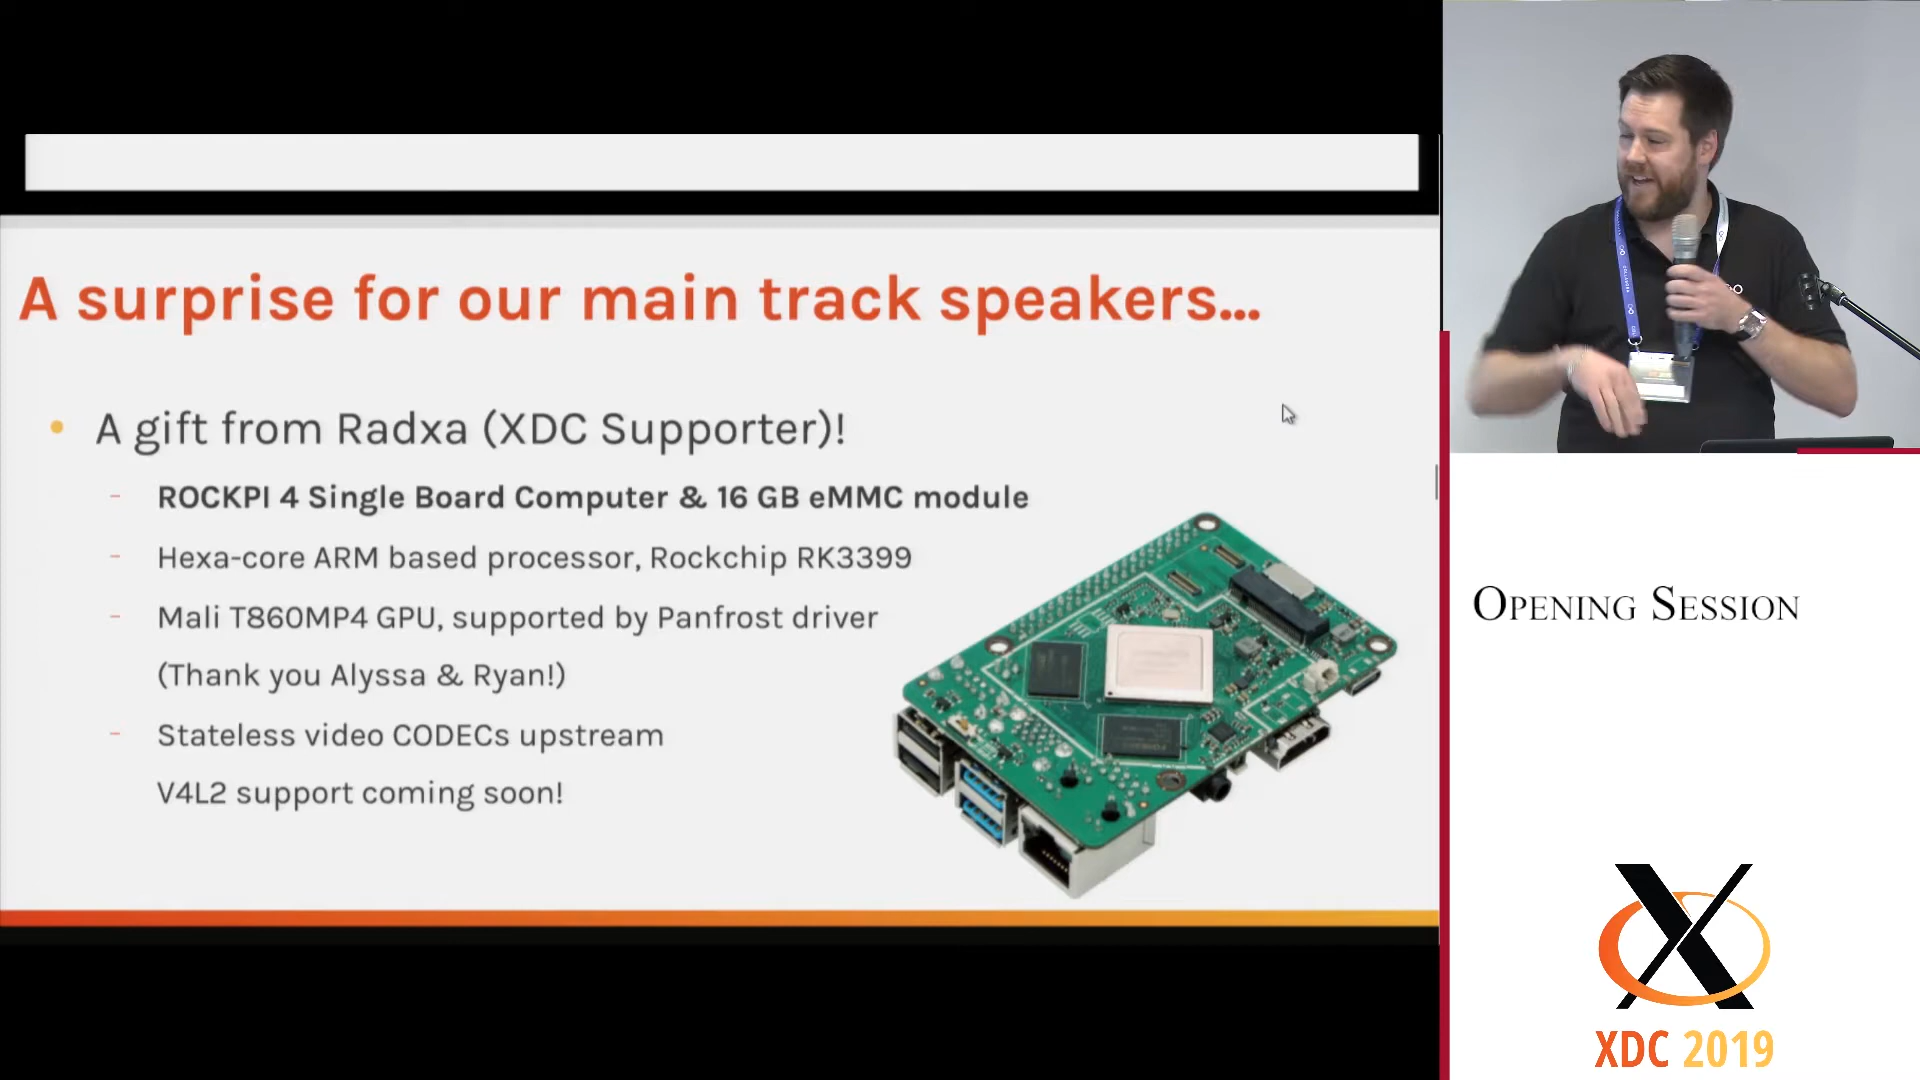 A surprise for our main track speakers...
• A gift from Radxa (XDC Supporter)!
- ROCKPI 4 Single Board Computer & 16 GB eMMC module
- Hexa-core ARM based processor, Rockchip RK3399
- Mali T860MP4 GPU, supported by Panfrost driver
(Thank you Alyssa & Ryan!)
- Stateless video CODECs upstream
V4L2 support coming soon!
OPENING SESSION
X
XDC 2019